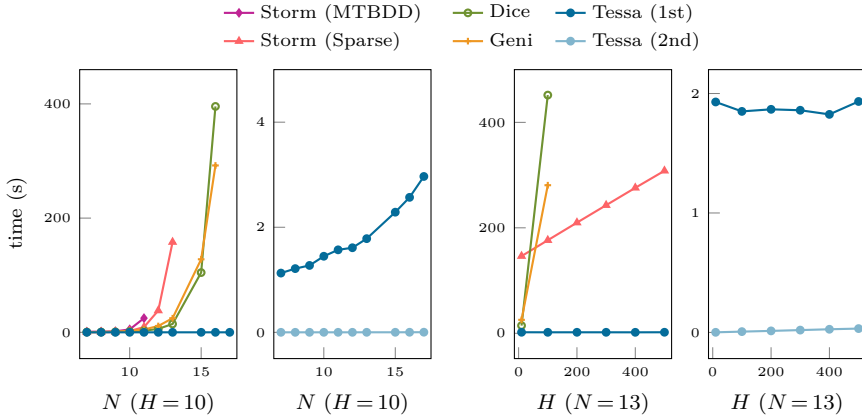 Storm (MTBDD) Dice Tessa (1st)
Storm (Sparse) Geni Tessa (2nd)
time (s)
400
200
0
10 15
N (H = 10)
4
2
0
10 15
N (H = 10)
400
200
0
0 200 400
H (N = 13)
2
1
0
0 200 400
H (N = 13)